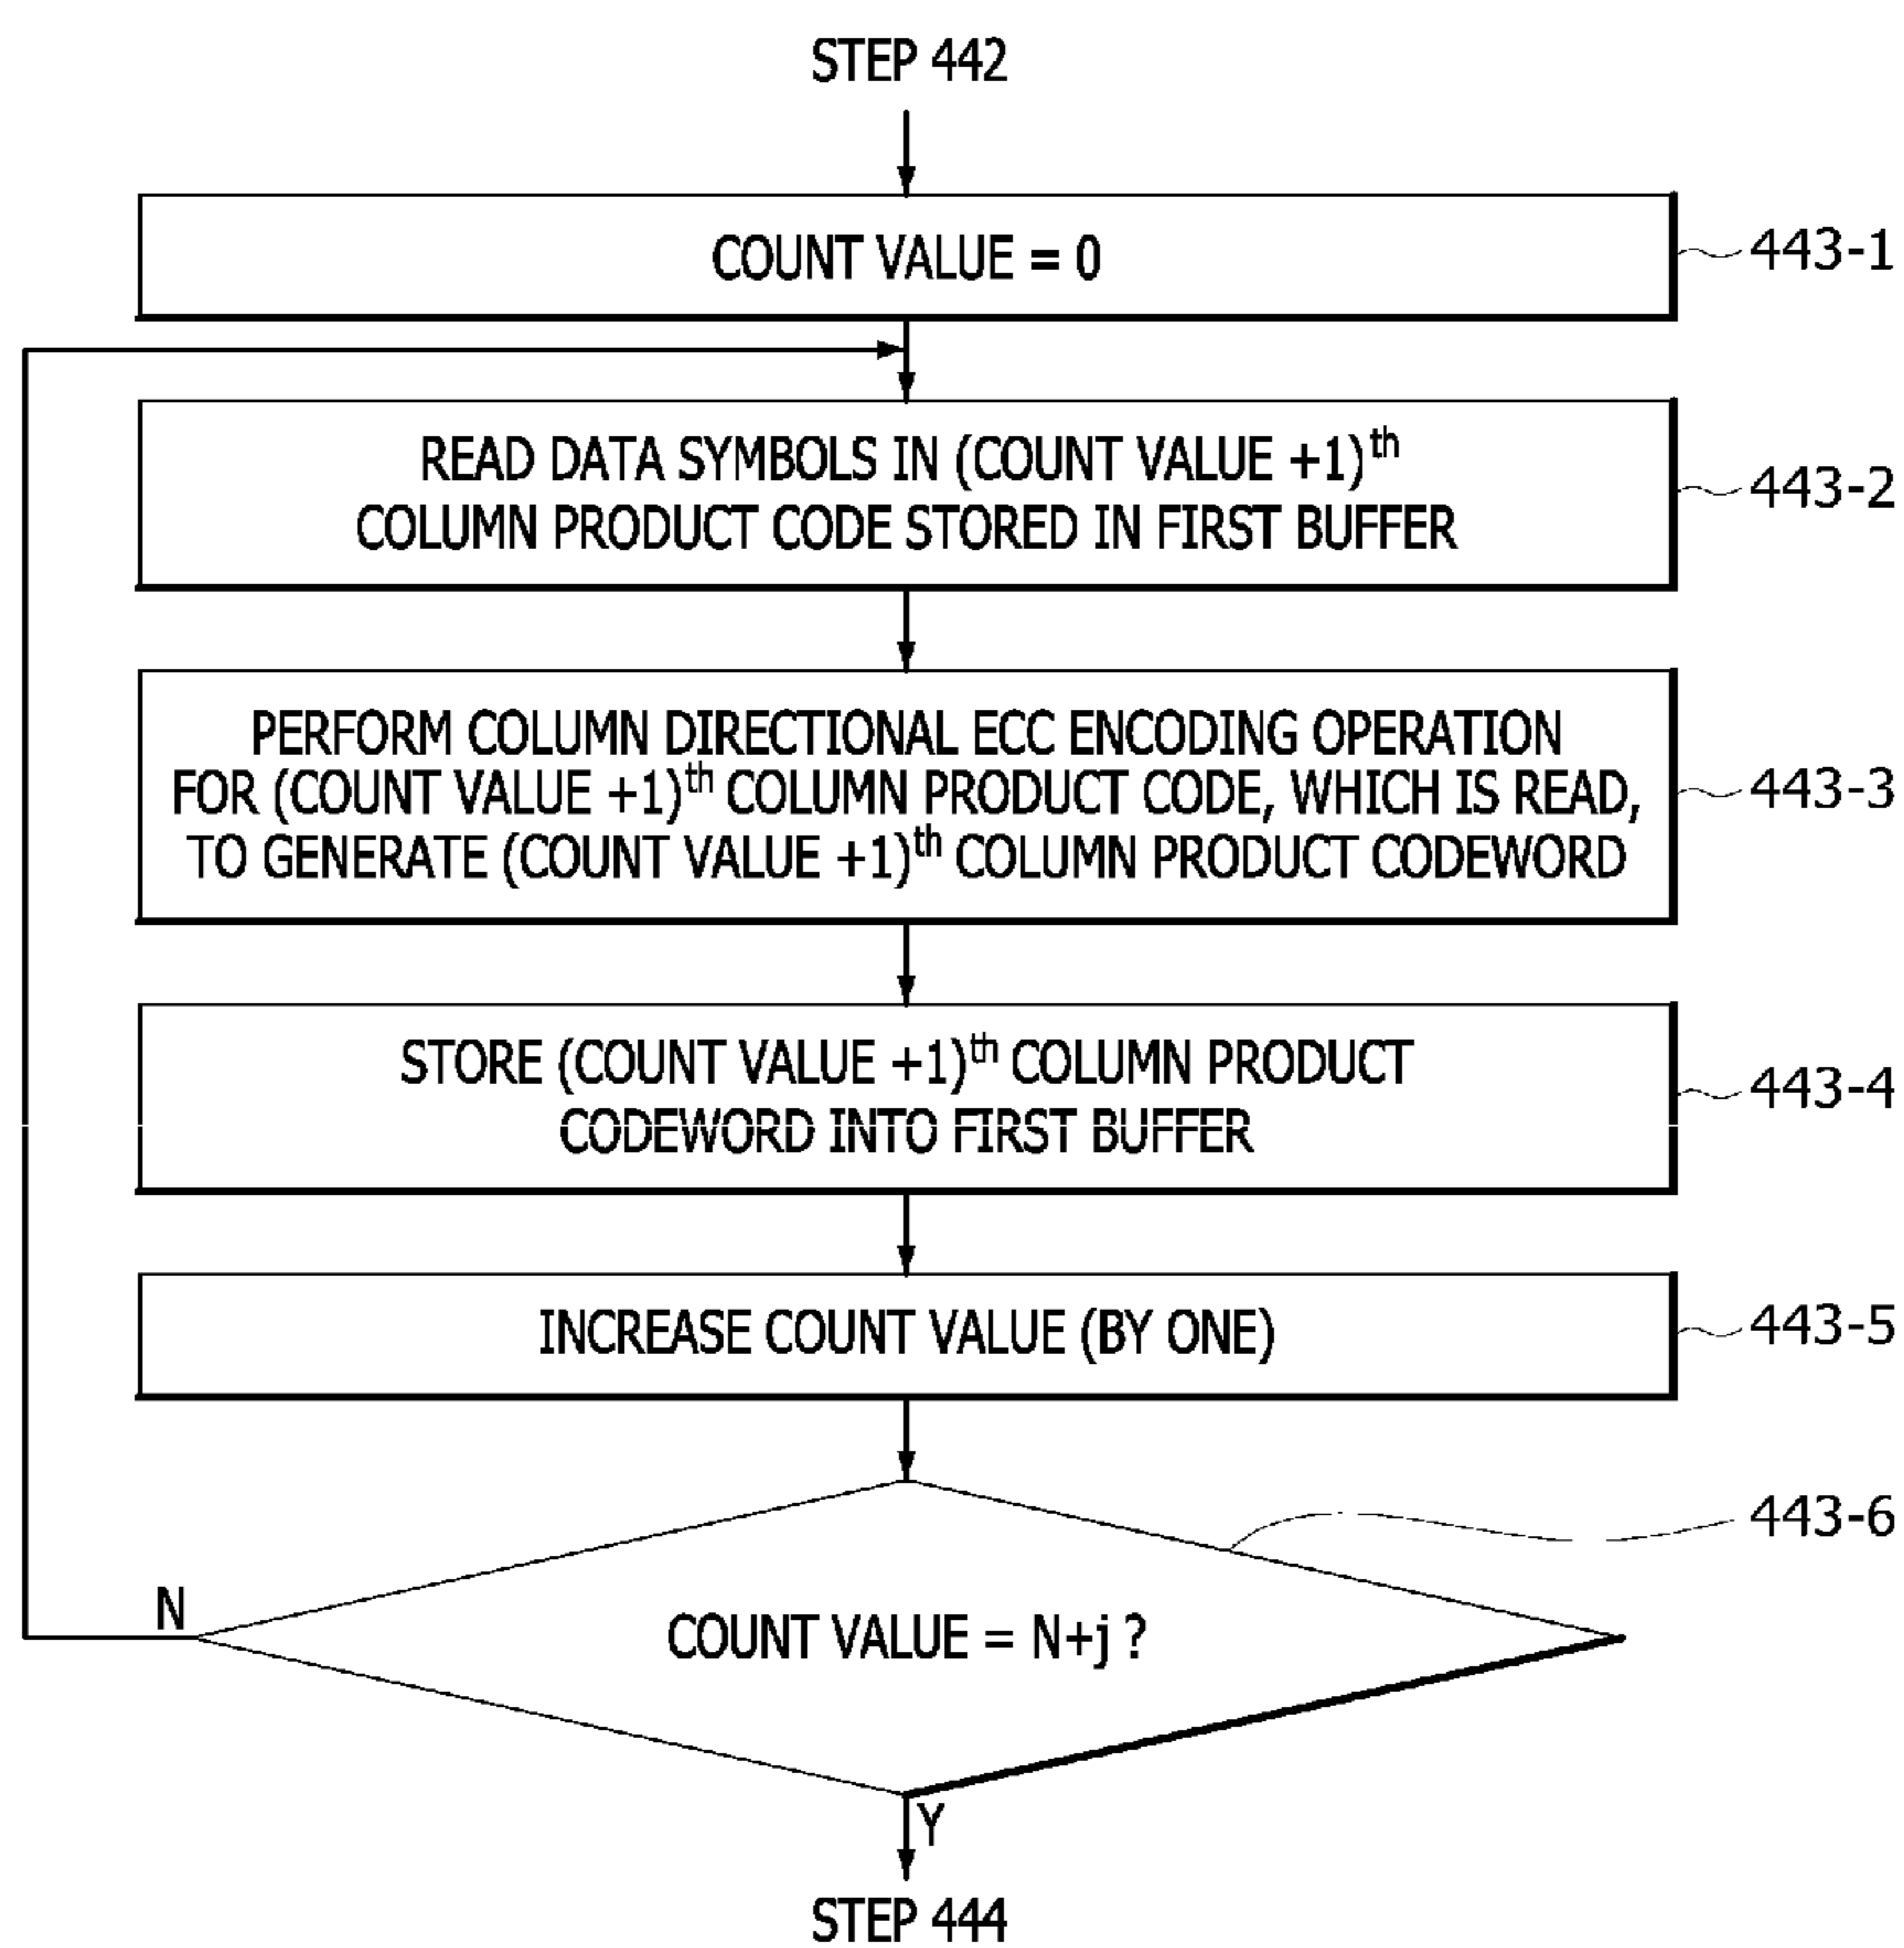 STEP 442
COUNT VALUE = 0
443-1
READ DATA SYMBOLS IN (COUNT VALUE +1)th
COLUMN PRODUCT CODE STORED IN FIRST BUFFER
443-2
PERFORM COLUMN DIRECTIONAL ECC ENCODING OPERATION
FOR (COUNT VALUE +1)th COLUMN PRODUCT CODE, WHICH IS READ,
TO GENERATE (COUNT VALUE +1)th COLUMN PRODUCT CODEWORD
443-3
STORE (COUNT VALUE +1)th COLUMN PRODUCT
CODEWORD INTO FIRST BUFFER
443-4
INCREASE COUNT VALUE (BY ONE)
443-5
443-6
N
COUNT VALUE = N+j ?
Y
STEP 444